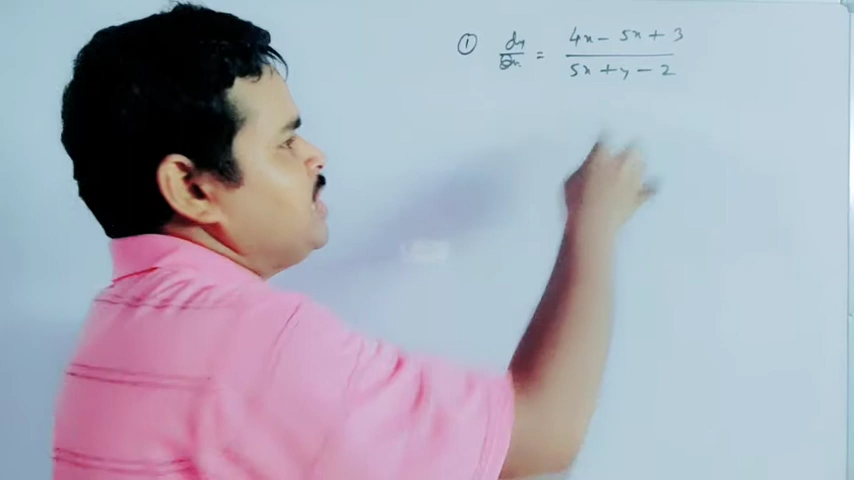 ① dy/dx = (4x - 5x + 3)/(5x + y - 2)